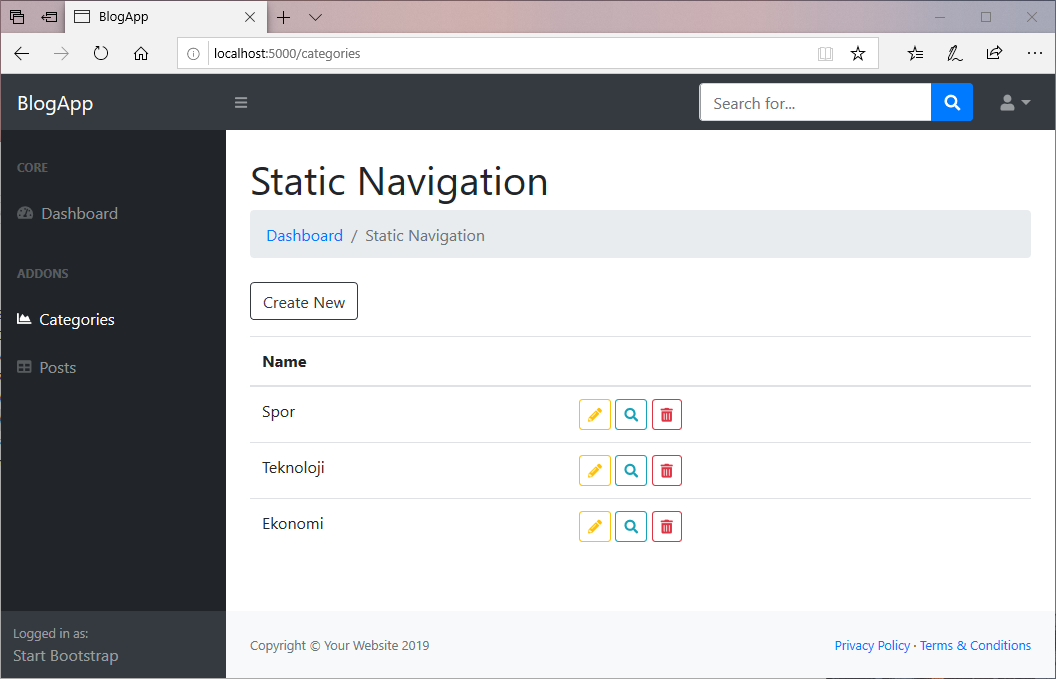 BlogApp
localhost:5000/categories
BlogApp
Search for...
CORE
Dashboard
ADDONS
Categories
Posts
Logged in as:
Start Bootstrap
Static Navigation
Dashboard / Static Navigation
Create New
Name
Spor
Teknoloji
Ekonomi
Copyright © Your Website 2019
Privacy Policy · Terms & Conditions